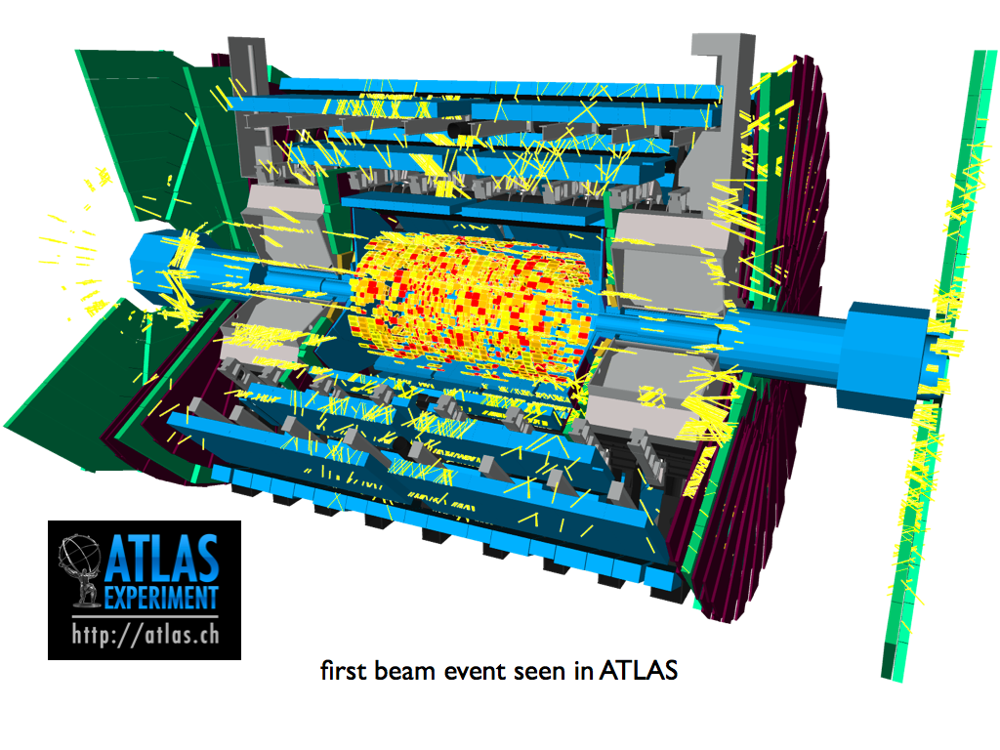 ATLAS
EXPERIMENT
http://atlas.ch
first beam event seen in ATLAS